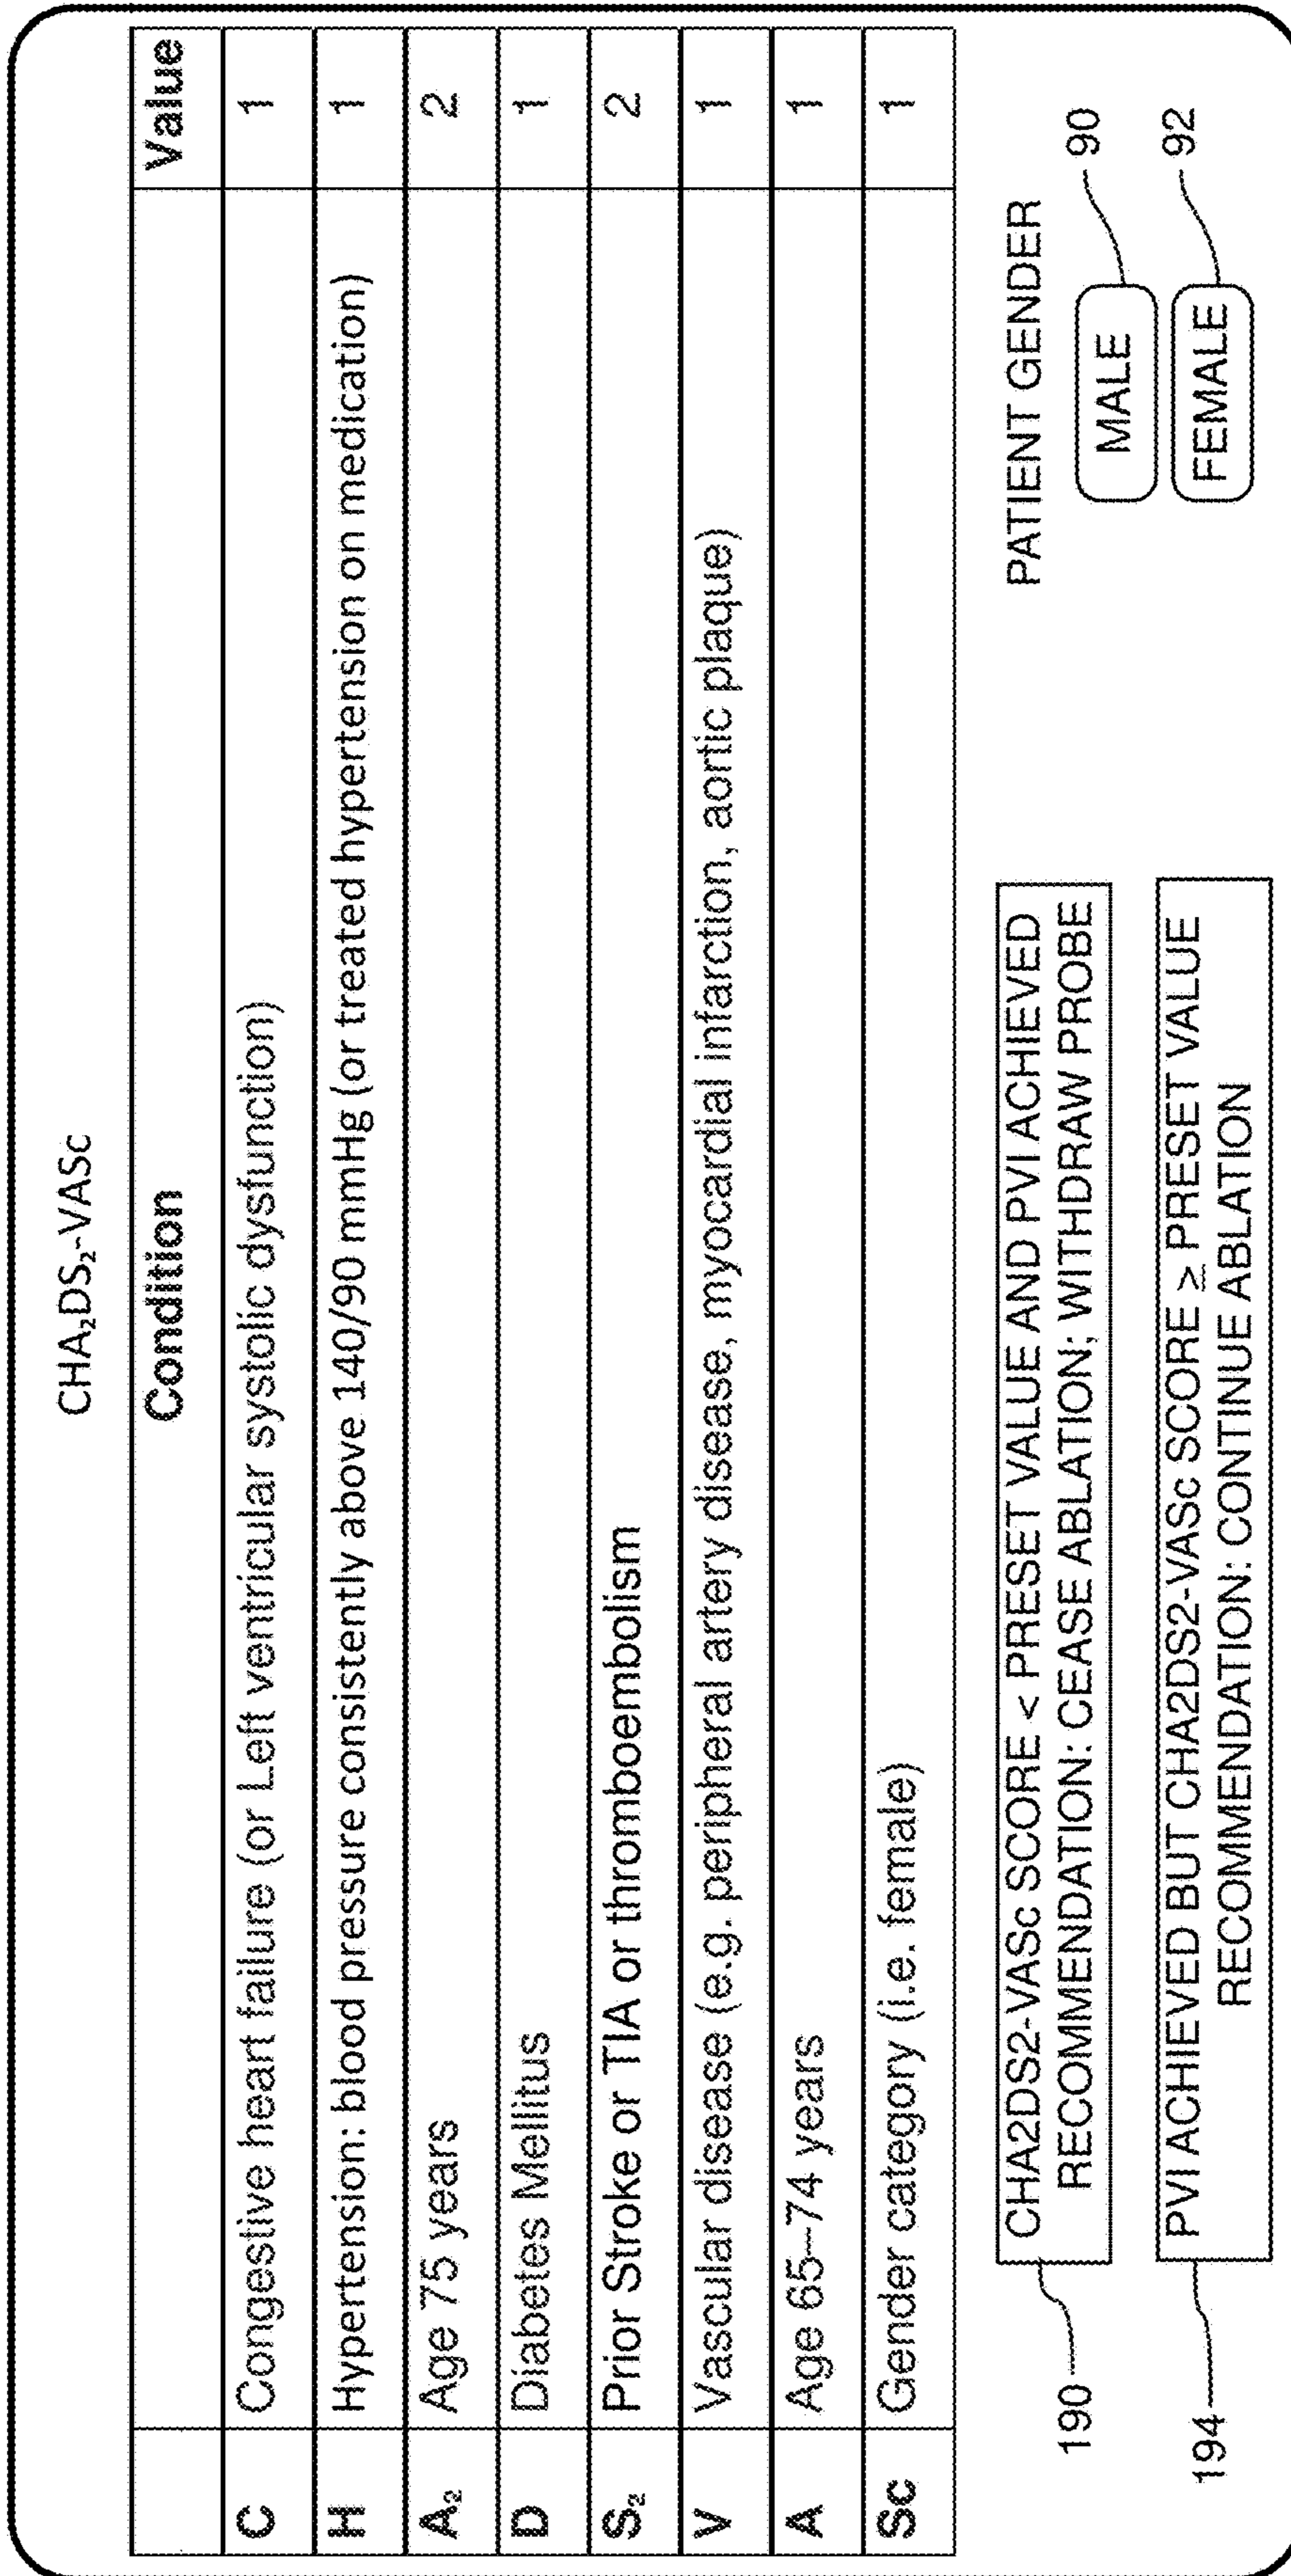 CHA₂DS₂-VASc
Condition Value
C Congestive heart failure (or Left ventricular systolic dysfunction) 1
H Hypertension: blood pressure consistently above 140/90 mmHg (or treated hypertension on medication) 1
A₂ Age 75 years 2
D Diabetes Mellitus 1
S₂ Prior Stroke or TIA or thromboembolism 2
V Vascular disease (e.g. peripheral artery disease, myocardial infarction, aortic plaque) 1
A Age 65–74 years 1
Sc Gender category (i.e. female) 1
190
CHA2DS2-VASc SCORE < PRESET VALUE AND PVI ACHIEVED
RECOMMENDATION: CEASE ABLATION; WITHDRAW PROBE
194
PVI ACHIEVED BUT CHA2DS2-VASc SCORE ≥ PRESET VALUE
RECOMMENDATION: CONTINUE ABLATION
PATIENT GENDER
MALE 90
FEMALE 92